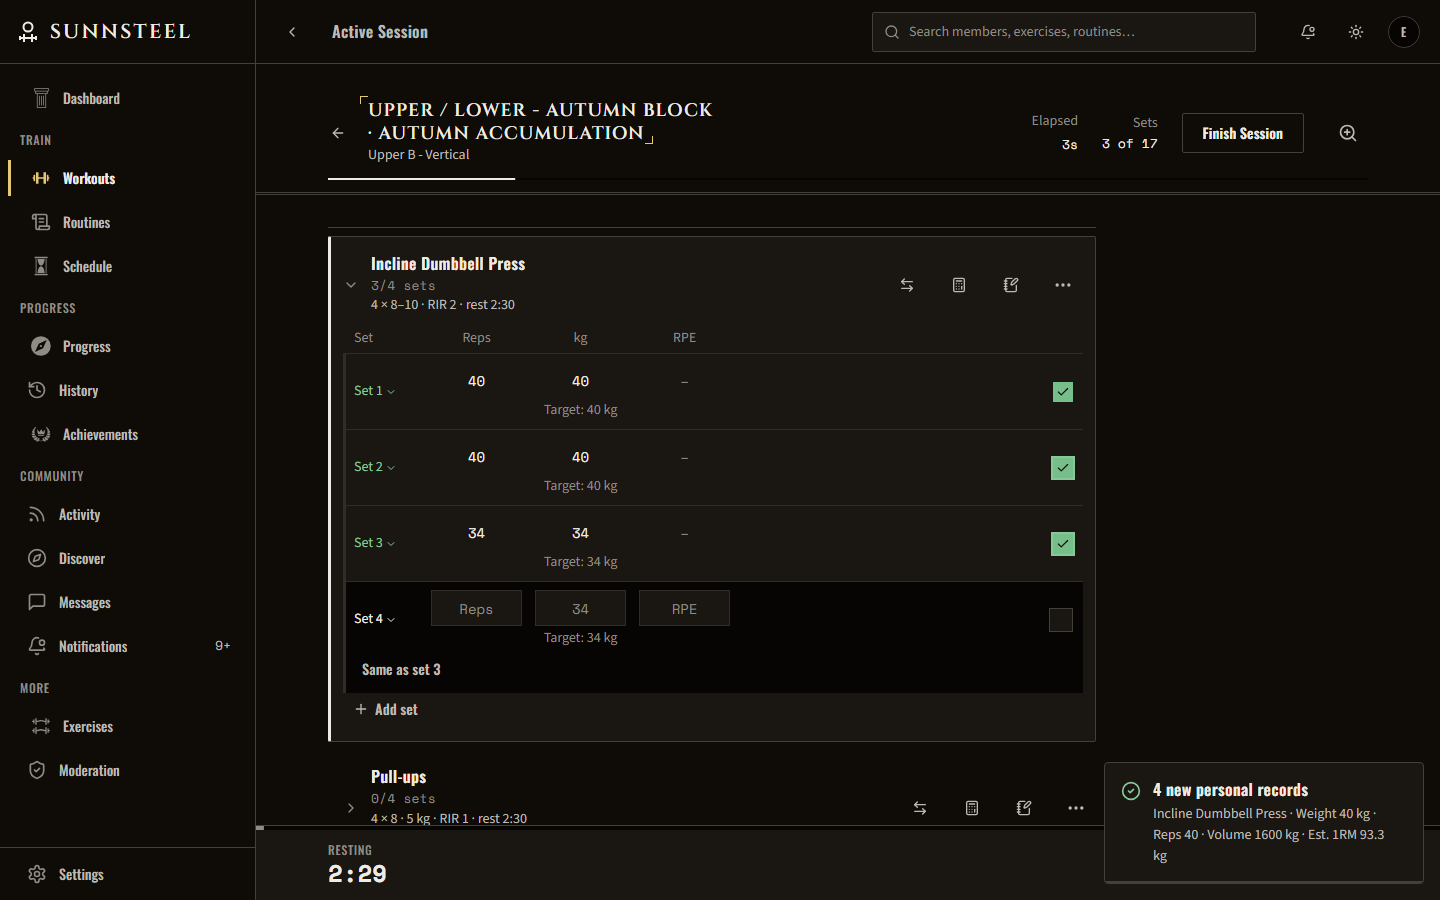 SUNNSTEEL
Active Session
Search members, exercises, routines…
E
Dashboard
TRAIN
Workouts
Routines
Schedule
PROGRESS
Progress
History
Achievements
COMMUNITY
Activity
Discover
Messages
Notifications 9+
MORE
Exercises
Moderation
Settings
UPPER / LOWER - AUTUMN BLOCK
· AUTUMN ACCUMULATION
Upper B - Vertical
Elapsed
3s
Sets
3 of 17
Finish Session
Incline Dumbbell Press
3/4 sets
4 × 8–10 · RIR 2 · rest 2:30
Set Reps kg RPE
Set 1 40 40 –
Target: 40 kg
Set 2 40 40 –
Target: 40 kg
Set 3 34 34 –
Target: 34 kg
Set 4 Reps 34 RPE
Target: 34 kg
Same as set 3
Add set
Pull-ups
0/4 sets
4 × 8 · 5 kg · RIR 1 · rest 2:30
RESTING
2:29
4 new personal records
Incline Dumbbell Press · Weight 40 kg ·
Reps 40 · Volume 1600 kg · Est. 1RM 93.3
kg